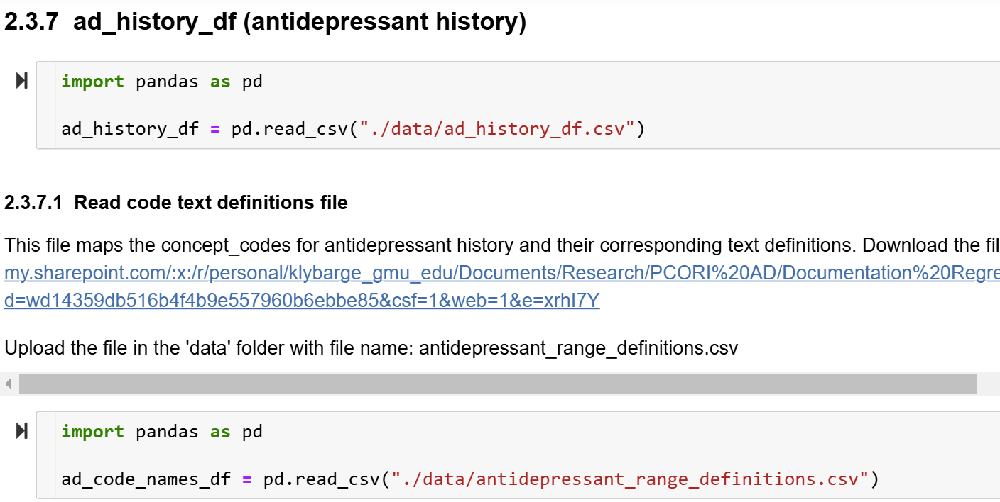 2.3.7 ad_history_df (antidepressant history)
import pandas as pd
ad_history_df = pd.read_csv("./data/ad_history_df.csv")
2.3.7.1 Read code text definitions file
This file maps the concept_codes for antidepressant history and their corresponding text definitions. Download the fil
my.sharepoint.com/:x:/r/personal/klybarge_gmu_edu/Documents/Research/PCORI%20AD/Documentation%20Regre
d=wd14359db516b4f4b9e557960b6ebbe85&csf=1&web=1&e=xrhI7Y
Upload the file in the 'data' folder with file name: antidepressant_range_definitions.csv
import pandas as pd
ad_code_names_df = pd.read_csv("./data/antidepressant_range_definitions.csv")